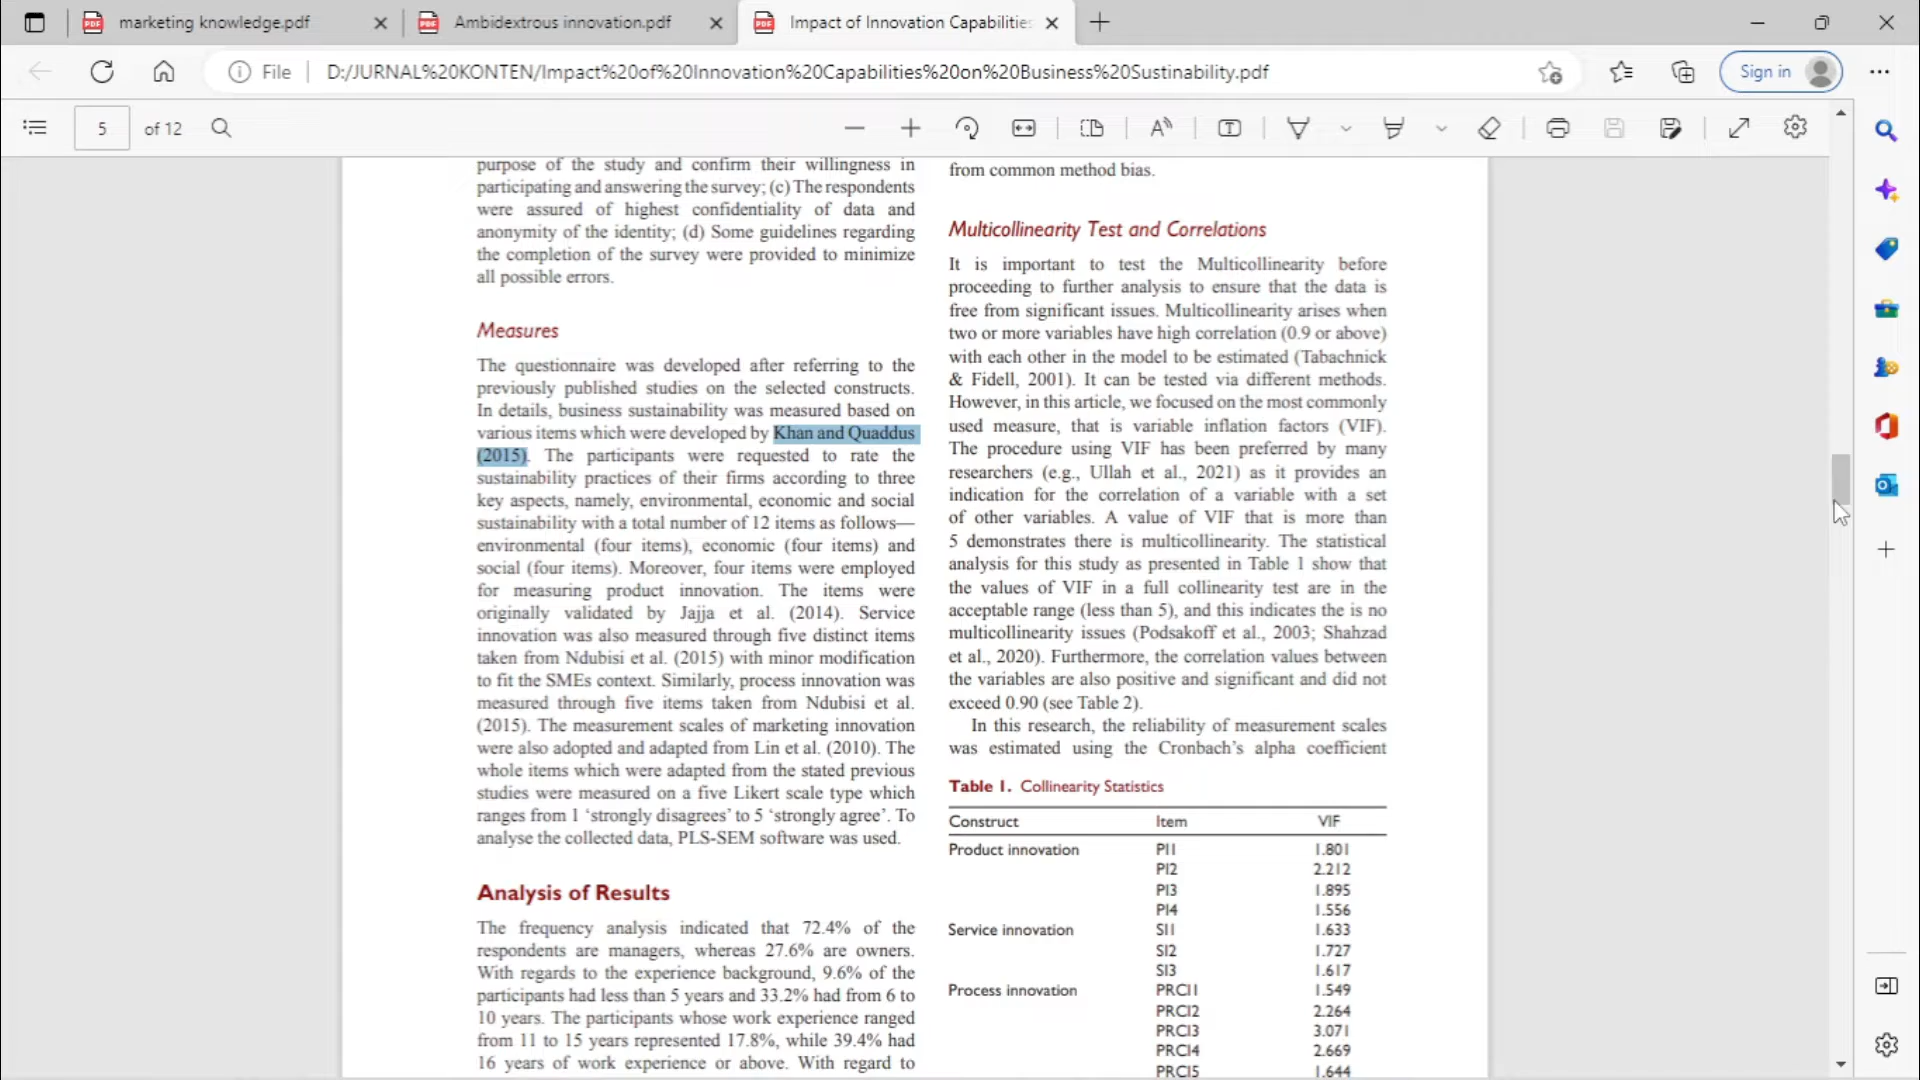 marketing knowledge.pdf
Ambidextrous innovation.pdf
Impact of Innovation Capabilities
File
D:/JURNAL%20KONTEN/Impact%20of%20Innovation%20Capabilities%20on%20Business%20Sustinability.pdf
Sign in
5 of 12
purpose of the study and confirm their willingness in
participating and answering the survey; (c) The respondents
were assured of highest confidentiality of data and
anonymity of the identity; (d) Some guidelines regarding
the completion of the survey were provided to minimize
all possible errors.
Measures
The questionnaire was developed after referring to the
previously published studies on the selected constructs.
In details, business sustainability was measured based on
various items which were developed by Khan and Quaddus
(2015). The participants were requested to rate the
sustainability practices of their firms according to three
key aspects, namely, environmental, economic and social
sustainability with a total number of 12 items as follows—
environmental (four items), economic (four items) and
social (four items). Moreover, four items were employed
for measuring product innovation. The items were
originally validated by Jajja et al. (2014). Service
innovation was also measured through five distinct items
taken from Ndubisi et al. (2015) with minor modification
to fit the SMEs context. Similarly, process innovation was
measured through five items taken from Ndubisi et al.
(2015). The measurement scales of marketing innovation
were also adopted and adapted from Lin et al. (2010). The
whole items which were adapted from the stated previous
studies were measured on a five Likert scale type which
ranges from 1 ‘strongly disagrees’ to 5 ‘strongly agree’. To
analyse the collected data, PLS-SEM software was used.
Analysis of Results
The frequency analysis indicated that 72.4% of the
respondents are managers, whereas 27.6% are owners.
With regards to the experience background, 9.6% of the
participants had less than 5 years and 33.2% had from 6 to
10 years. The participants whose work experience ranged
from 11 to 15 years represented 17.8%, while 39.4% had
16 years of work experience or above. With regard to
from common method bias.
Multicollinearity Test and Correlations
It is important to test the Multicollinearity before
proceeding to further analysis to ensure that the data is
free from significant issues. Multicollinearity arises when
two or more variables have high correlation (0.9 or above)
with each other in the model to be estimated (Tabachnick
& Fidell, 2001). It can be tested via different methods.
However, in this article, we focused on the most commonly
used measure, that is variable inflation factors (VIF).
The procedure using VIF has been preferred by many
researchers (e.g., Ullah et al., 2021) as it provides an
indication for the correlation of a variable with a set
of other variables. A value of VIF that is more than
5 demonstrates there is multicollinearity. The statistical
analysis for this study as presented in Table 1 show that
the values of VIF in a full collinearity test are in the
acceptable range (less than 5), and this indicates the is no
multicollinearity issues (Podsakoff et al., 2003; Shahzad
et al., 2020). Furthermore, the correlation values between
the variables are also positive and significant and did not
exceed 0.90 (see Table 2).
In this research, the reliability of measurement scales
was estimated using the Cronbach’s alpha coefficient
Table 1. Collinearity Statistics
Construct Item VIF
Product innovation PI1 1.801
PI2 2.212
PI3 1.895
PI4 1.556
Service innovation SI1 1.633
SI2 1.727
SI3 1.617
Process innovation PRCI1 1.549
PRCI2 2.264
PRCI3 3.071
PRCI4 2.669
PRCI5 1.644